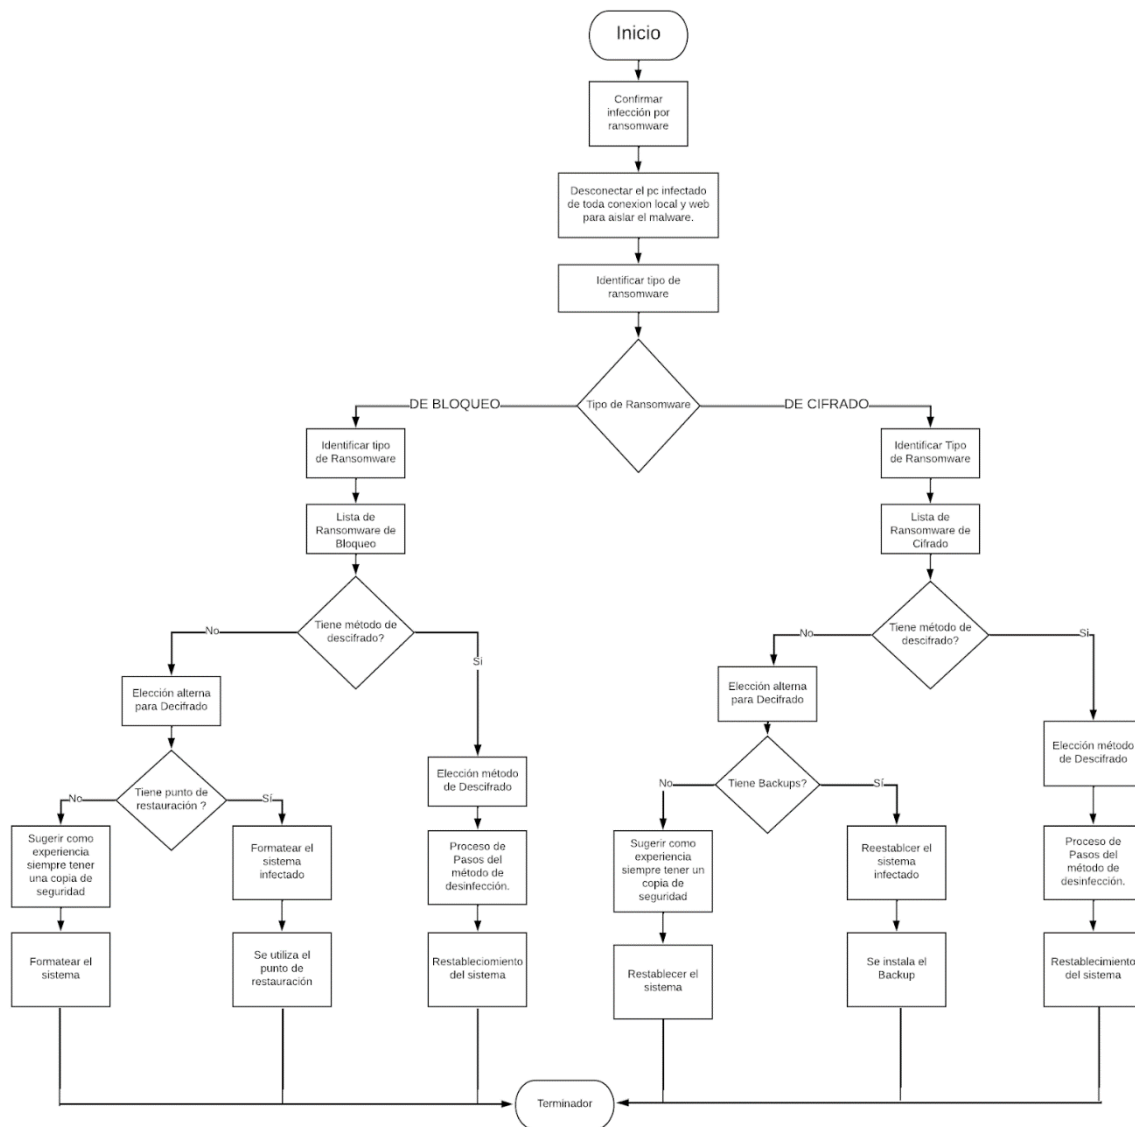 Inicio
Confirmar
infección por
ransomware
Desconectar el pc infectado
de toda conexion local y web
para aislar el malware.
Identificar tipo de
ransomware
Tipo de Ransomware
DE BLOQUEO
DE CIFRADO
Identificar tipo
de Ransomware
Lista de
Ransomware de
Bloqueo
Tiene método de
descifrado?
No
Sí
Elección alterna
para Decifrado
Tiene punto de
restauración ?
No
Sí
Sugerir como
experiencia
siempre tener
una copia de
seguridad
Formatear el
sistema
Formatear el
sistema
infectado
Se utiliza el
punto de
restauración
Elección método
de Descifrado
Proceso de
Pasos del
método de
desinfección.
Restableciomiento
del sistema
Identificar Tipo
de Ransomware
Lista de
Ransomware de
Cifrado
Tiene método de
descifrado?
No
Sí
Elección alterna
para Decifrado
Tiene Backups?
No
Sí
Sugerir como
experiencia
siempre tener un
copia de
seguridad
Restablecer el
sistema
Reestablcer el
sistema
infectado
Se instala el
Backup
Elección método
de Descifrado
Proceso de
Pasos del
método de
desinfección.
Restablecimiento
del sistema
Terminador